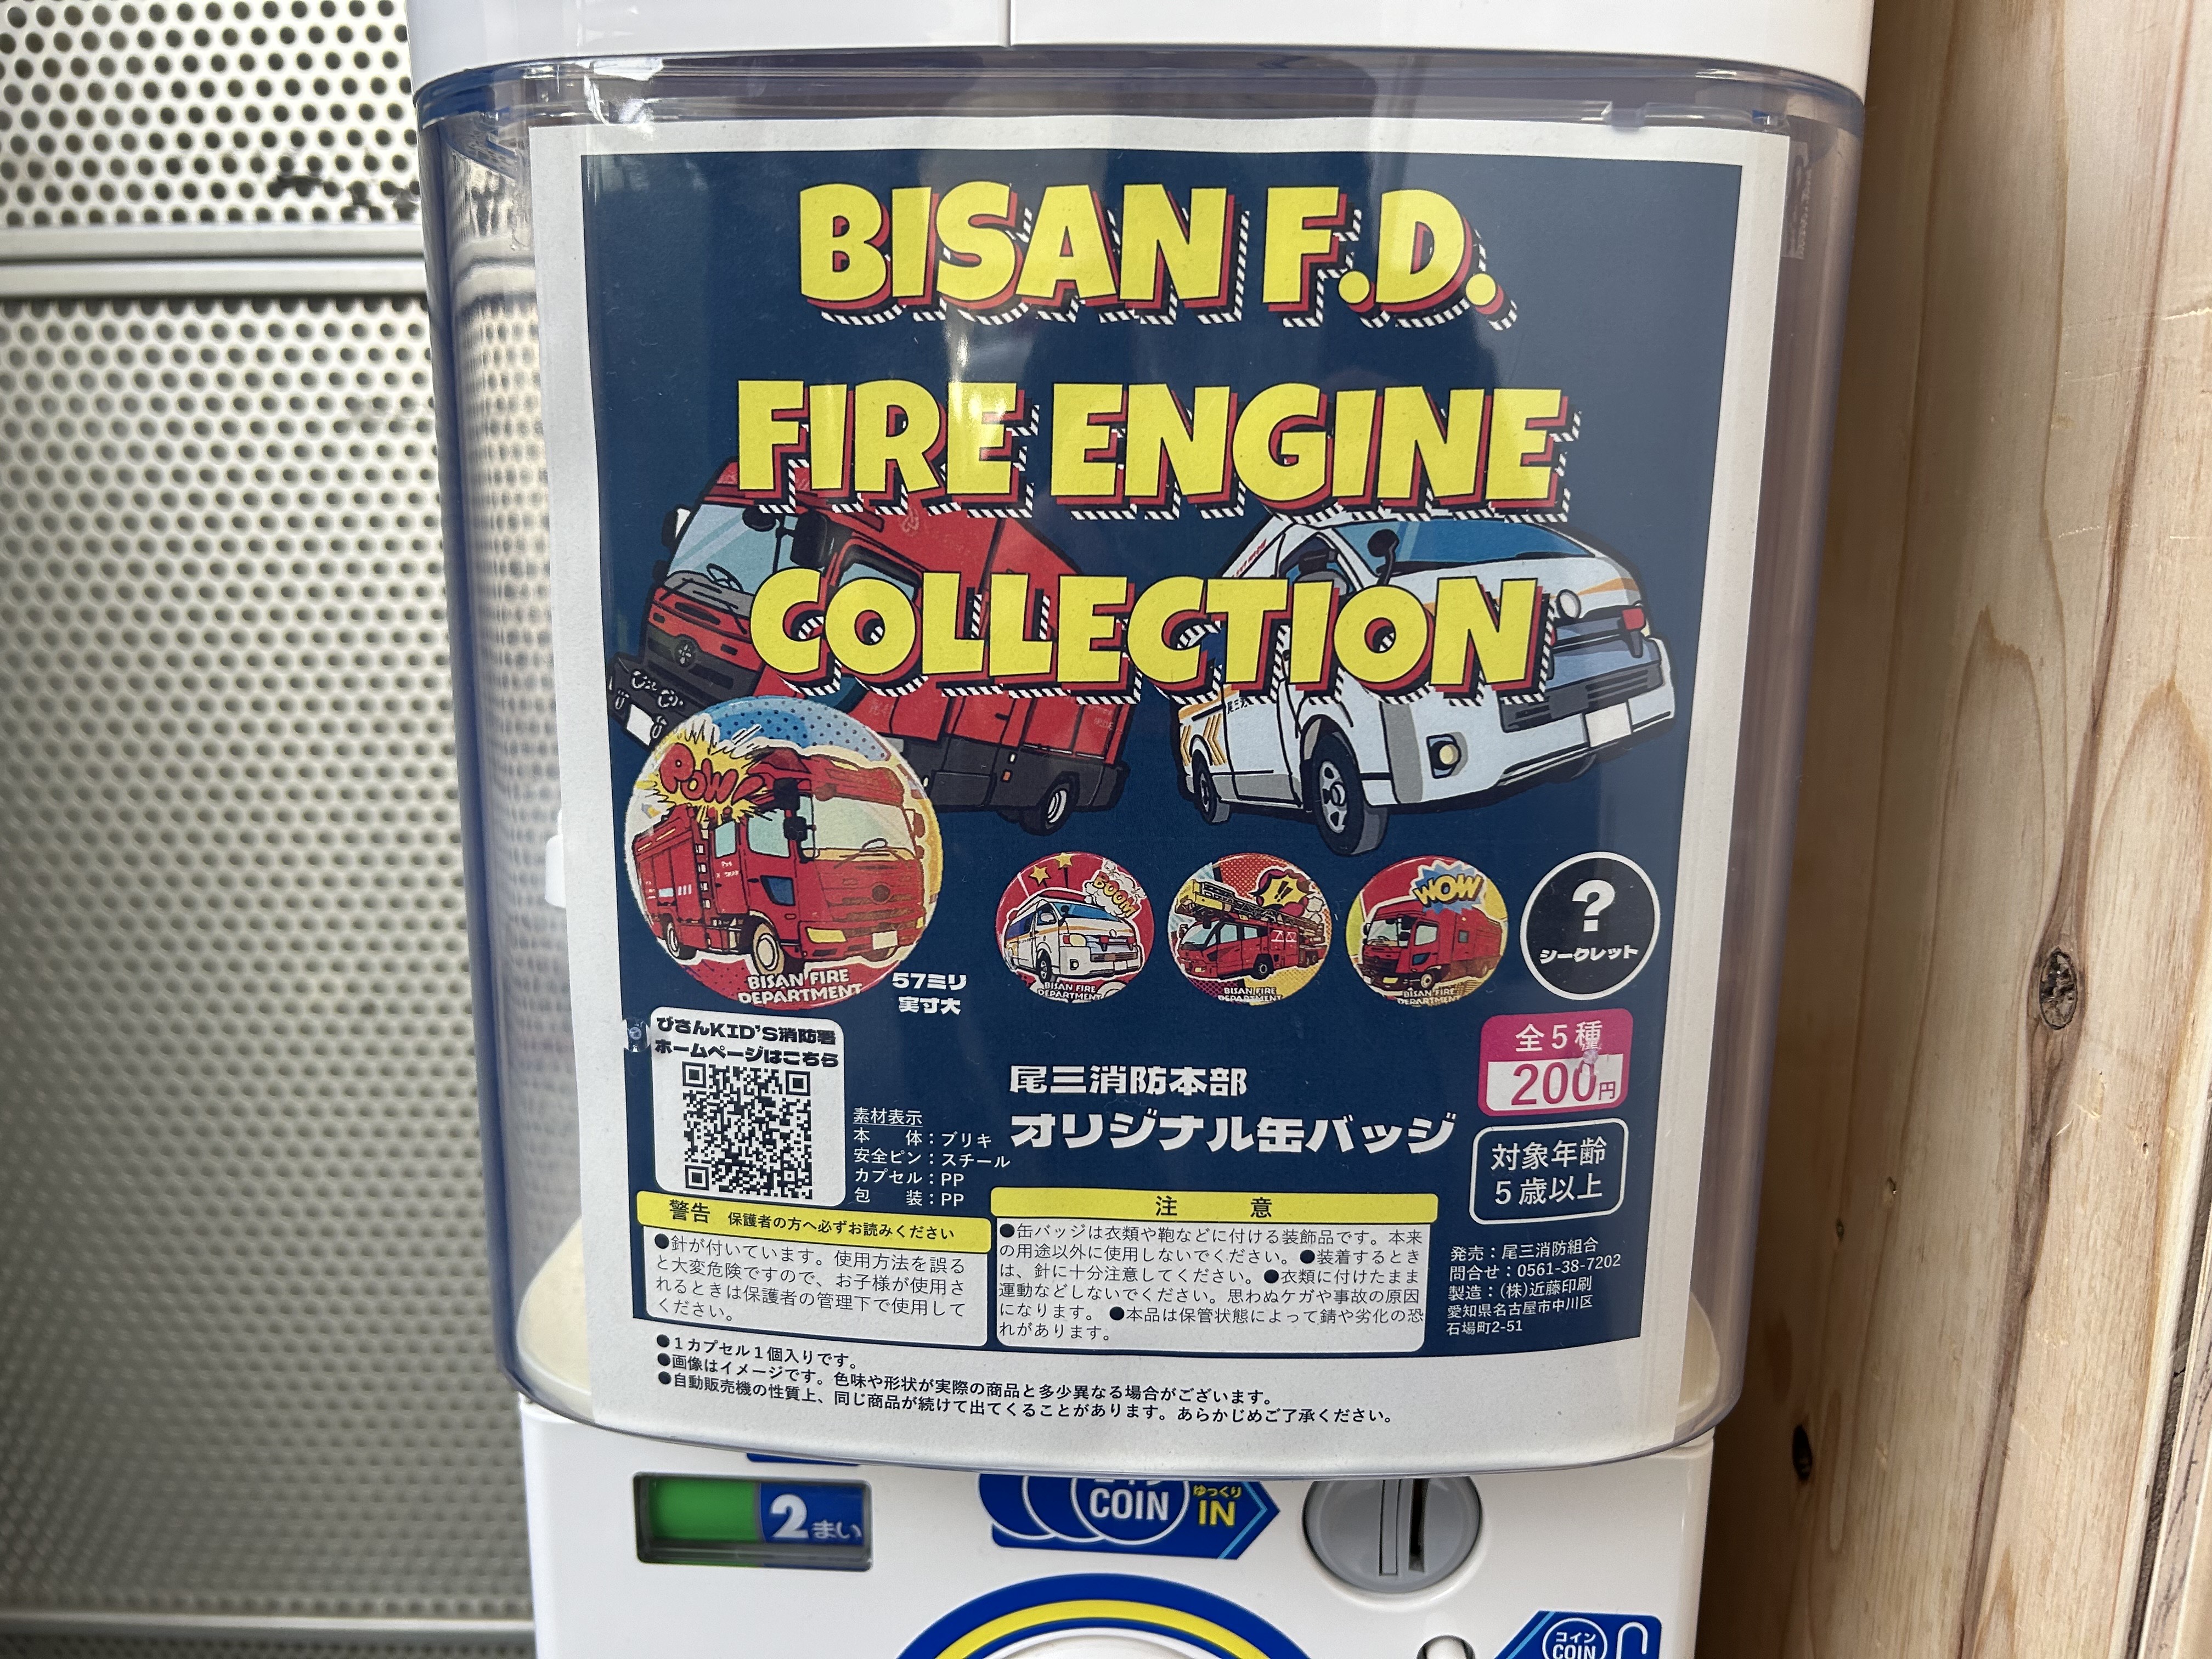 BISAN F.D.
FIRE ENGINE
COLLECTION
POW!
BISAN FIRE
DEPARTMENT
57ミリ
実寸大
BOOM!
BISAN FIRE
DEPARTMENT
BISAN FIRE
DEPARTMENT
WOW
BISAN FIRE
DEPARTMENT
?
シークレット
びさんKID'S消防署
ホームページはこちら
素材表示
本　体：ブリキ
安全ピン：スチール
カプセル：PP
包　装：PP
尾三消防本部
オリジナル缶バッジ
全5種
200円
対象年齢
5歳以上
警告 保護者の方へ必ずお読みください
●針が付いています。使用方法を誤る
と大変危険ですので、お子様が使用さ
れるときは保護者の管理下で使用して
ください。
注　意
●缶バッジは衣類や鞄などに付ける装飾品です。本来
の用途以外に使用しないでください。●装着するとき
は、針に十分注意してください。●衣類に付けたまま
運動などしないでください。思わぬケガや事故の原因
になります。●本品は保管状態によって錆や劣化の恐
れがあります。
発売：尾三消防組合
問合せ：0561-38-7202
製造：(株)近藤印刷
愛知県名古屋市中川区
石場町2-51
●1カプセル1個入りです。
●画像はイメージです。色味や形状が実際の商品と多少異なる場合がございます。
●自動販売機の性質上、同じ商品が続けて出てくることがあります。あらかじめご了承ください。
2まい
コイン
COIN
ゆっくり
IN
コイン
COIN